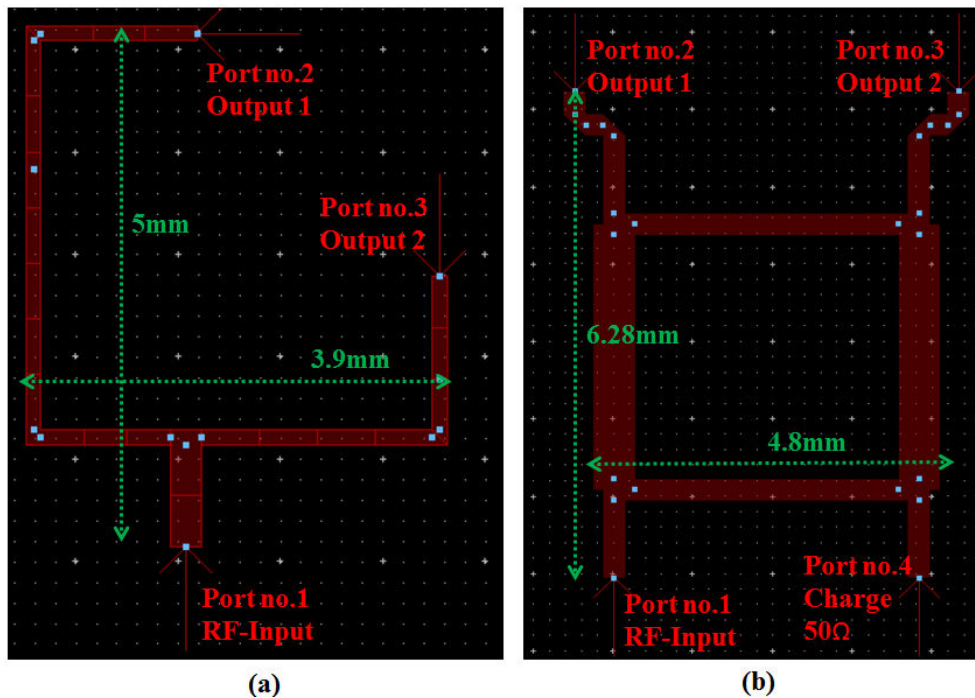 Port no.2
Output 1
5mm
Port no.3
Output 2
3.9mm
Port no.1
RF-Input
(a)
Port no.2
Output 1
Port no.3
Output 2
6.28mm
4.8mm
Port no.1
RF-Input
Port no.4
Charge
50Ω
(b)